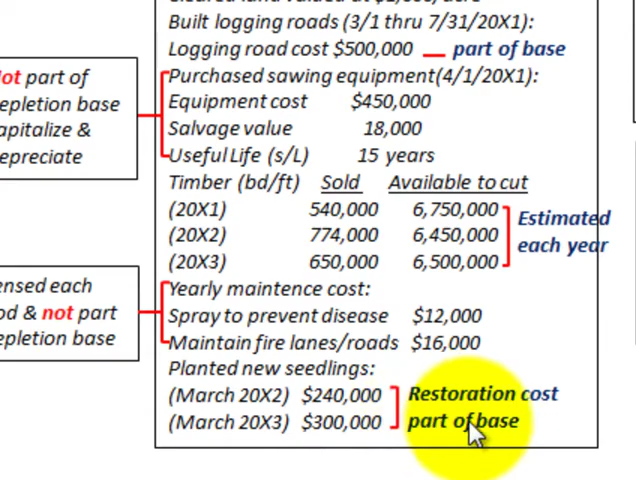 Built logging roads (3/1 thru 7/31/20X1):
Logging road cost $500,000 part of base
Purchased sawing equipment(4/1/20X1):
Equipment cost $450,000
Salvage value 18,000
Useful Life (s/L) 15 years
Timber (bd/ft) Sold Available to cut
(20X1) 540,000 6,750,000
(20X2) 774,000 6,450,000
(20X3) 650,000 6,500,000
Estimated
each year
Yearly maintence cost:
Spray to prevent disease $12,000
Maintain fire lanes/roads $16,000
Planted new seedlings:
(March 20X2) $240,000
(March 20X3) $300,000
Restoration cost
part of base
part of
epletion base
apitalize &
epreciate
ensed each
od & not part
epletion base